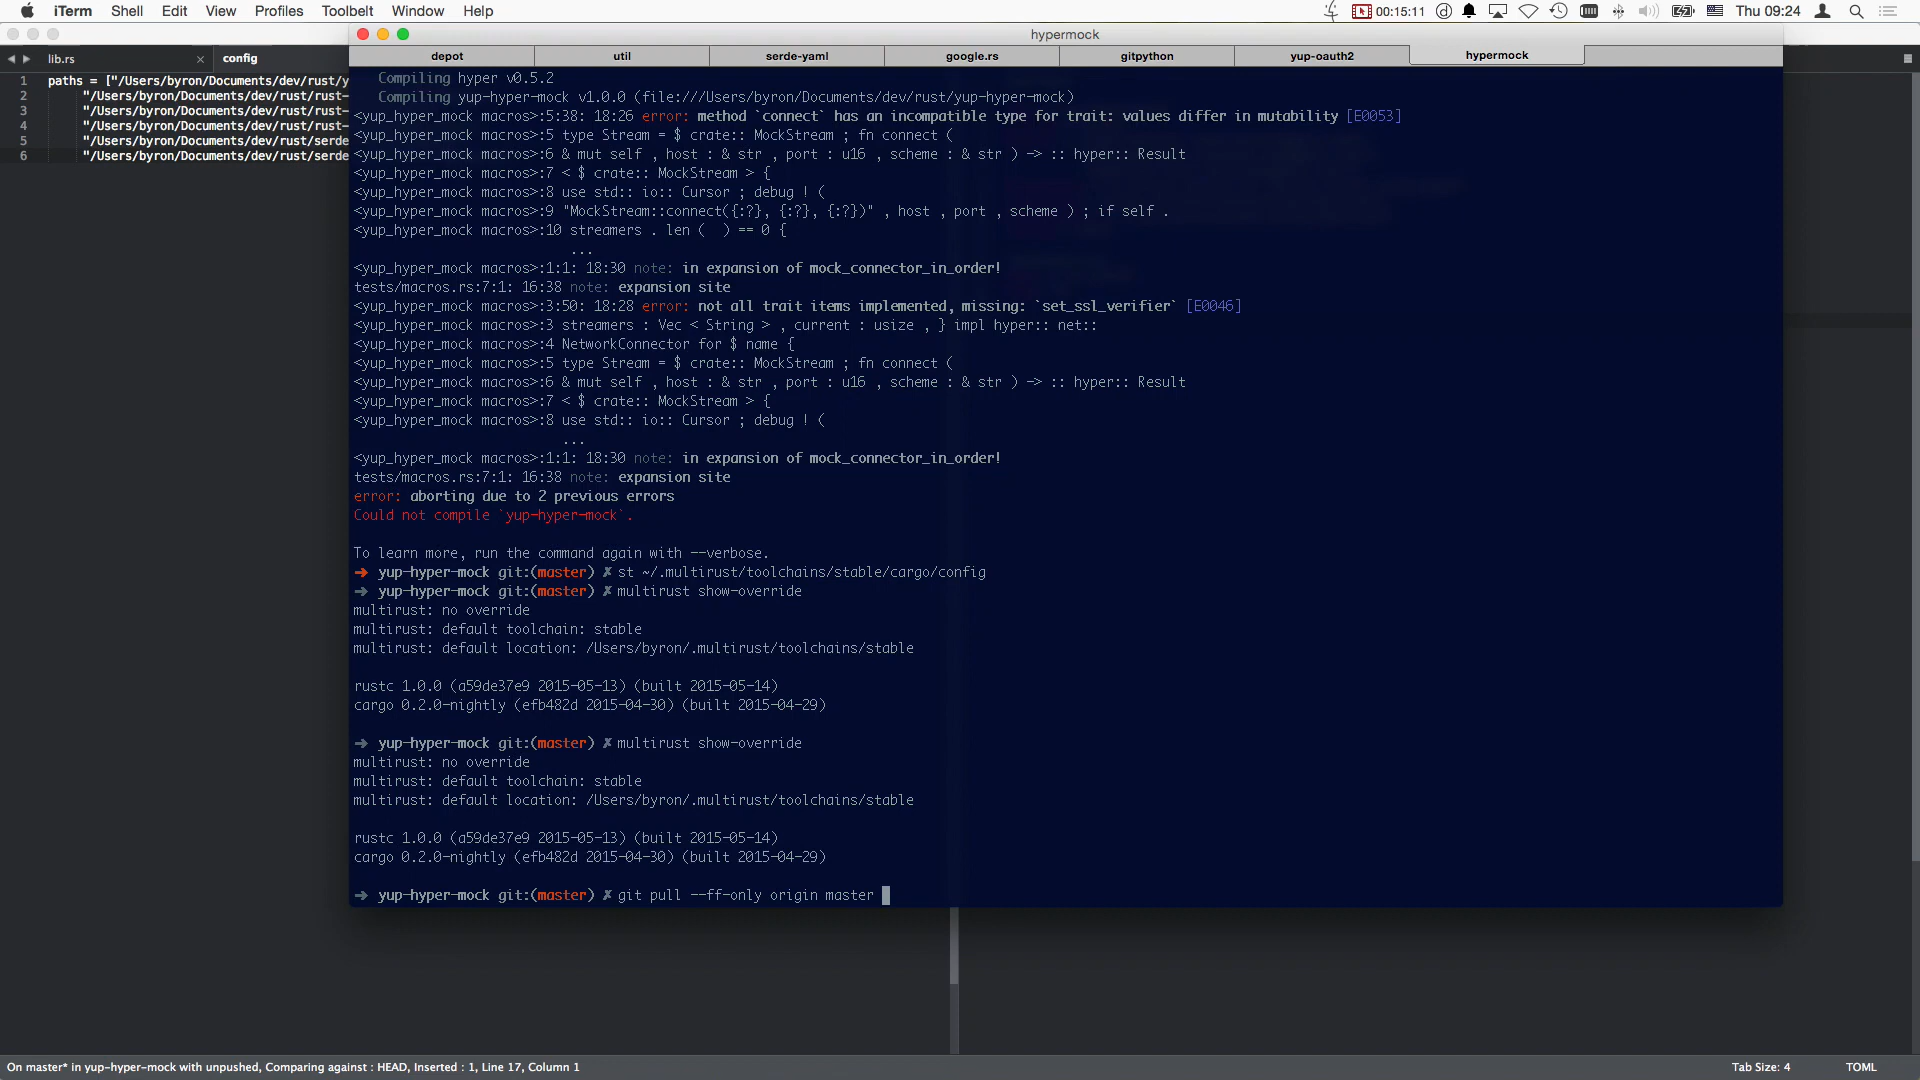 iTerm Shell Edit View Profiles Toolbelt Window Help 00:15:11 Thu 09:24
hypermock
depot util serde-yaml google.rs gitpython yup-oauth2 hypermock
lib.rs × config
1 paths = ["/Users/byron/Documents/dev/rust/y
2 "/Users/byron/Documents/dev/rust/rust-
3 "/Users/byron/Documents/dev/rust/rust-
4 "/Users/byron/Documents/dev/rust/rust-
5 "/Users/byron/Documents/dev/rust/serde
6 "/Users/byron/Documents/dev/rust/serde
Compiling hyper v0.5.2
Compiling yup-hyper-mock v1.0.0 (file:///Users/byron/Documents/dev/rust/yup-hyper-mock)
<yup_hyper_mock macros>:5:38: 18:26 error: method `connect` has an incompatible type for trait: values differ in mutability [E0053]
<yup_hyper_mock macros>:5 type Stream = $ crate:: MockStream ; fn connect (
<yup_hyper_mock macros>:6 & mut self , host : & str , port : u16 , scheme : & str ) -> :: hyper:: Result
<yup_hyper_mock macros>:7 < $ crate:: MockStream > {
<yup_hyper_mock macros>:8 use std:: io:: Cursor ; debug ! (
<yup_hyper_mock macros>:9 "MockStream::connect({:?}, {:?}, {:?})" , host , port , scheme ) ; if self .
<yup_hyper_mock macros>:10 streamers . len (  ) == 0 {
...
<yup_hyper_mock macros>:1:1: 18:30 note: in expansion of mock_connector_in_order!
tests/macros.rs:7:1: 16:38 note: expansion site
<yup_hyper_mock macros>:3:50: 18:28 error: not all trait items implemented, missing: `set_ssl_verifier` [E0046]
<yup_hyper_mock macros>:3 streamers : Vec < String > , current : usize , } impl hyper:: net::
<yup_hyper_mock macros>:4 NetworkConnector for $ name {
<yup_hyper_mock macros>:5 type Stream = $ crate:: MockStream ; fn connect (
<yup_hyper_mock macros>:6 & mut self , host : & str , port : u16 , scheme : & str ) -> :: hyper:: Result
<yup_hyper_mock macros>:7 < $ crate:: MockStream > {
<yup_hyper_mock macros>:8 use std:: io:: Cursor ; debug ! (
...
<yup_hyper_mock macros>:1:1: 18:30 note: in expansion of mock_connector_in_order!
tests/macros.rs:7:1: 16:38 note: expansion site
error: aborting due to 2 previous errors
Could not compile `yup-hyper-mock`.
To learn more, run the command again with --verbose.
➜ yup-hyper-mock git:(master) ✗ st ~/.multirust/toolchains/stable/cargo/config
➜ yup-hyper-mock git:(master) ✗ multirust show-override
multirust: no override
multirust: default toolchain: stable
multirust: default location: /Users/byron/.multirust/toolchains/stable
rustc 1.0.0 (a59de37e9 2015-05-13) (built 2015-05-14)
cargo 0.2.0-nightly (efb482d 2015-04-30) (built 2015-04-29)
➜ yup-hyper-mock git:(master) ✗ multirust show-override
multirust: no override
multirust: default toolchain: stable
multirust: default location: /Users/byron/.multirust/toolchains/stable
rustc 1.0.0 (a59de37e9 2015-05-13) (built 2015-05-14)
cargo 0.2.0-nightly (efb482d 2015-04-30) (built 2015-04-29)
➜ yup-hyper-mock git:(master) ✗ git pull --ff-only origin master
On master* in yup-hyper-mock with unpushed, Comparing against : HEAD, Inserted : 1, Line 17, Column 1 Tab Size: 4 TOML